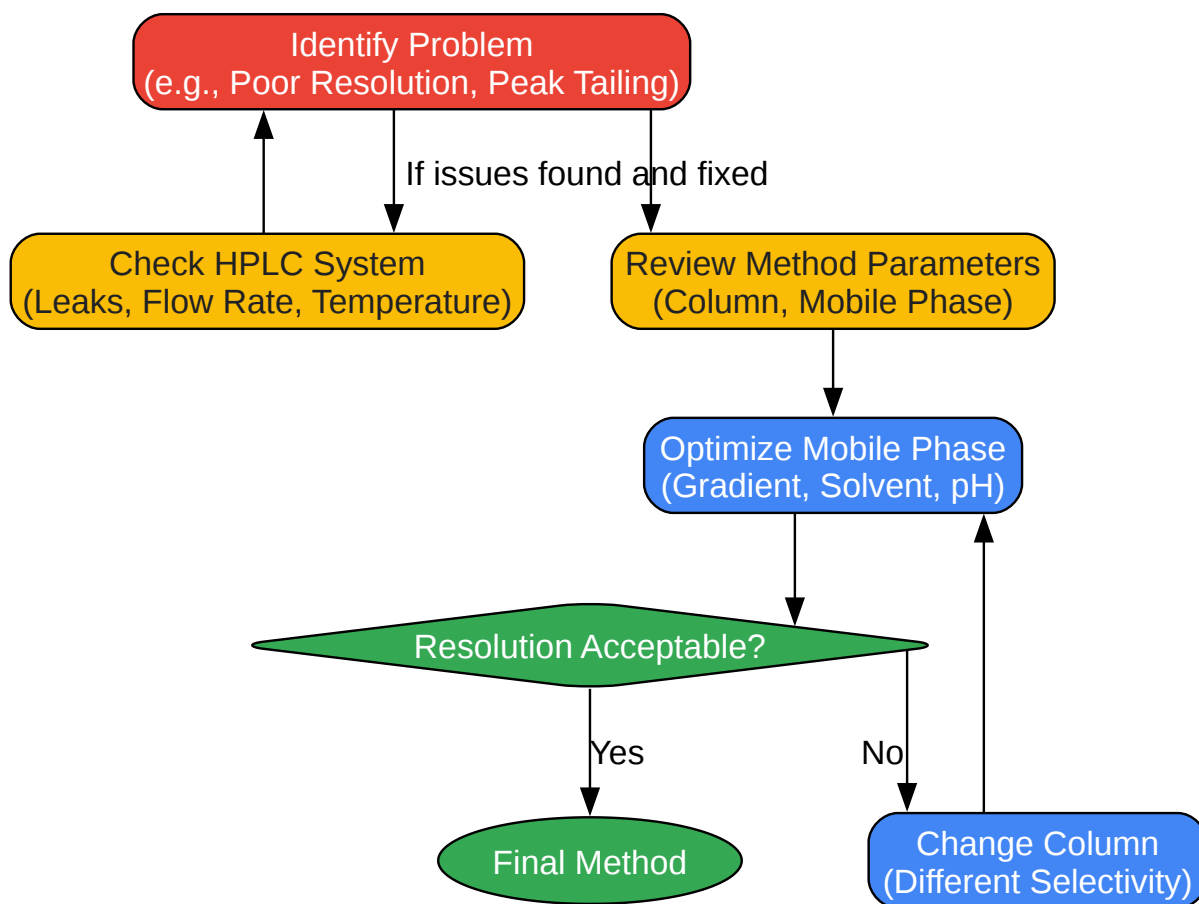 Identify Problem
(e.g., Poor Resolution, Peak Tailing)
If issues found and fixed
Check HPLC System
(Leaks, Flow Rate, Temperature)
Review Method Parameters
(Column, Mobile Phase)
Optimize Mobile Phase
(Gradient, Solvent, pH)
Resolution Acceptable?
Yes
No
Final Method
Change Column
(Different Selectivity)